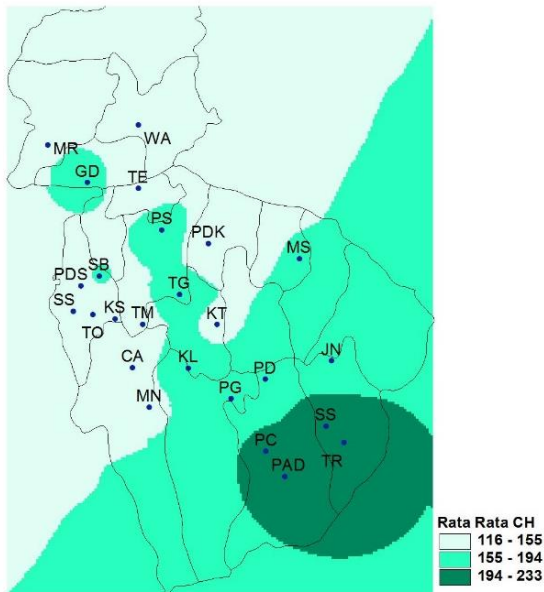 WA
MR
GD
TE
PS
PDK
MS
SB
PDS
TG
SS
TO
KS
TM
KT
CA
KL
PD
JN
MN
PG
SS
PC
TR
PAD
Rata Rata CH
116 - 155
155 - 194
194 - 233